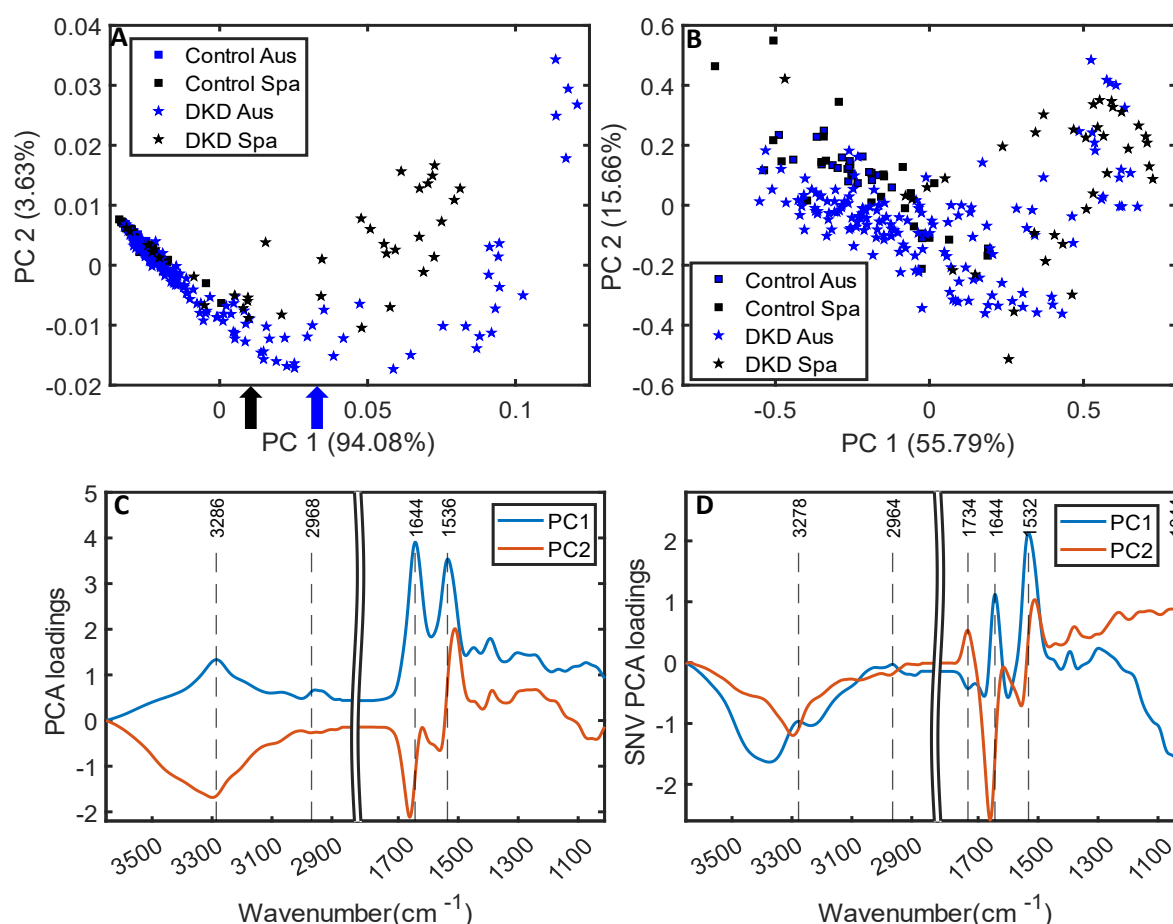 A
Control Aus
Control Spa
DKD Aus
DKD Spa
0.04
0.03
0.02
0.01
0
-0.01
-0.02
PC 2 (3.63%)
0
0.05
0.1
PC 1 (94.08%)
B
0.6
0.4
0.2
0
-0.2
-0.4
-0.6
PC 2 (15.66%)
Control Aus
Control Spa
DKD Aus
DKD Spa
-0.5
0
0.5
PC 1 (55.79%)
C
5
4
3
2
1
0
-1
-2
PCA loadings
3286
2968
1644
1536
PC1
PC2
3500
3300
3100
2900
1700
1500
1300
1100
Wavenumber(cm -1)
D
2
1
0
-1
-2
SNV PCA loadings
3278
2964
1734
1644
1532
PC1
PC2
3500
3300
3100
2900
1700
1500
1300
1100
Wavenumber(cm -1)